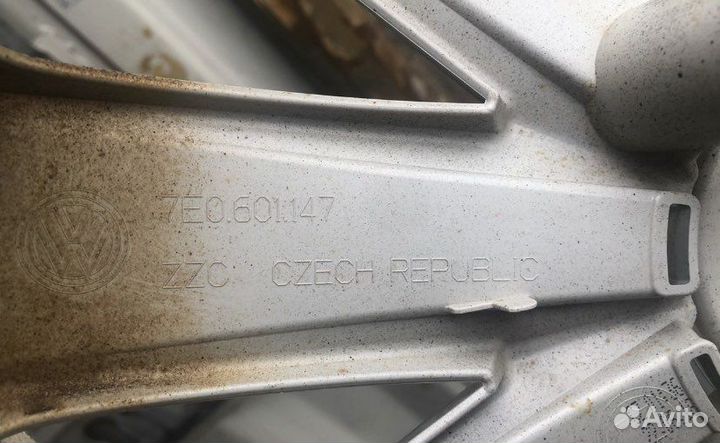 7E0.601.147
ZZC CZECH REPUBLIC
Avito